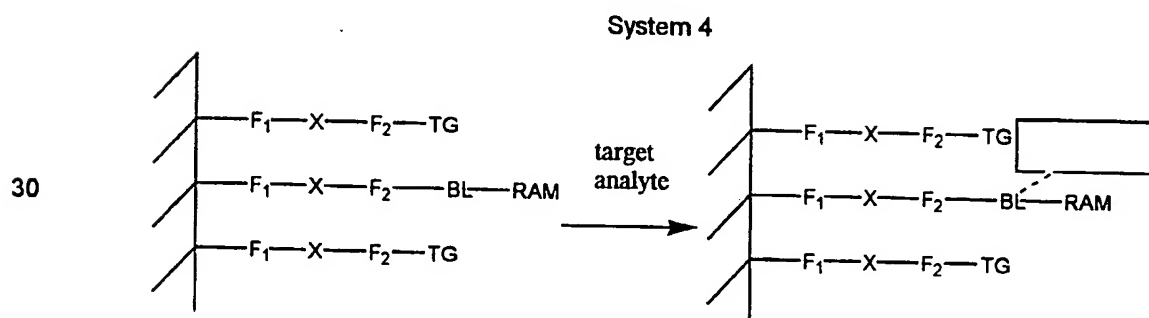 System 4
F₁—X—F₂—TG
F₁—X—F₂—BL—RAM
F₁—X—F₂—TG
30
target
analyte
F₁—X—F₂—TG
F₁—X—F₂—BL—RAM
F₁—X—F₂—TG